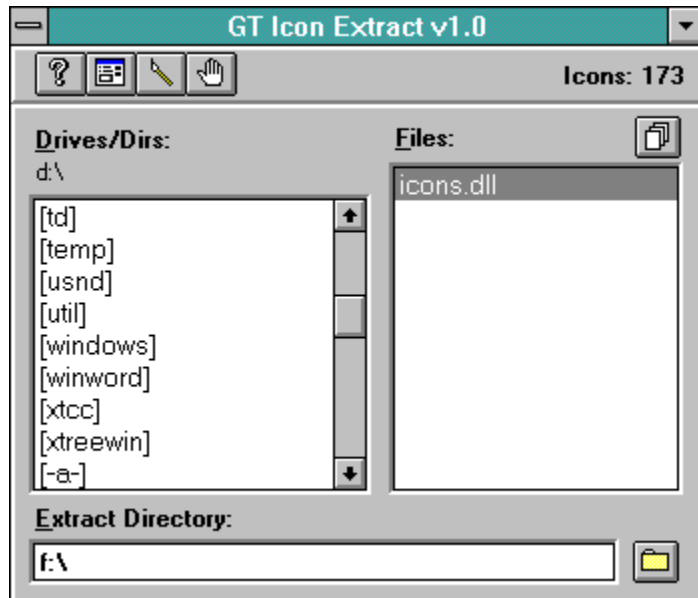 GT Icon Extract v1.0
Icons: 173
Drives/Dirs:
d:\
[td]
[temp]
[usnd]
[util]
[windows]
[winword]
[xtcc]
[xtreewin]
[-a-]
Files:
icons.dll
Extract Directory:
f:\